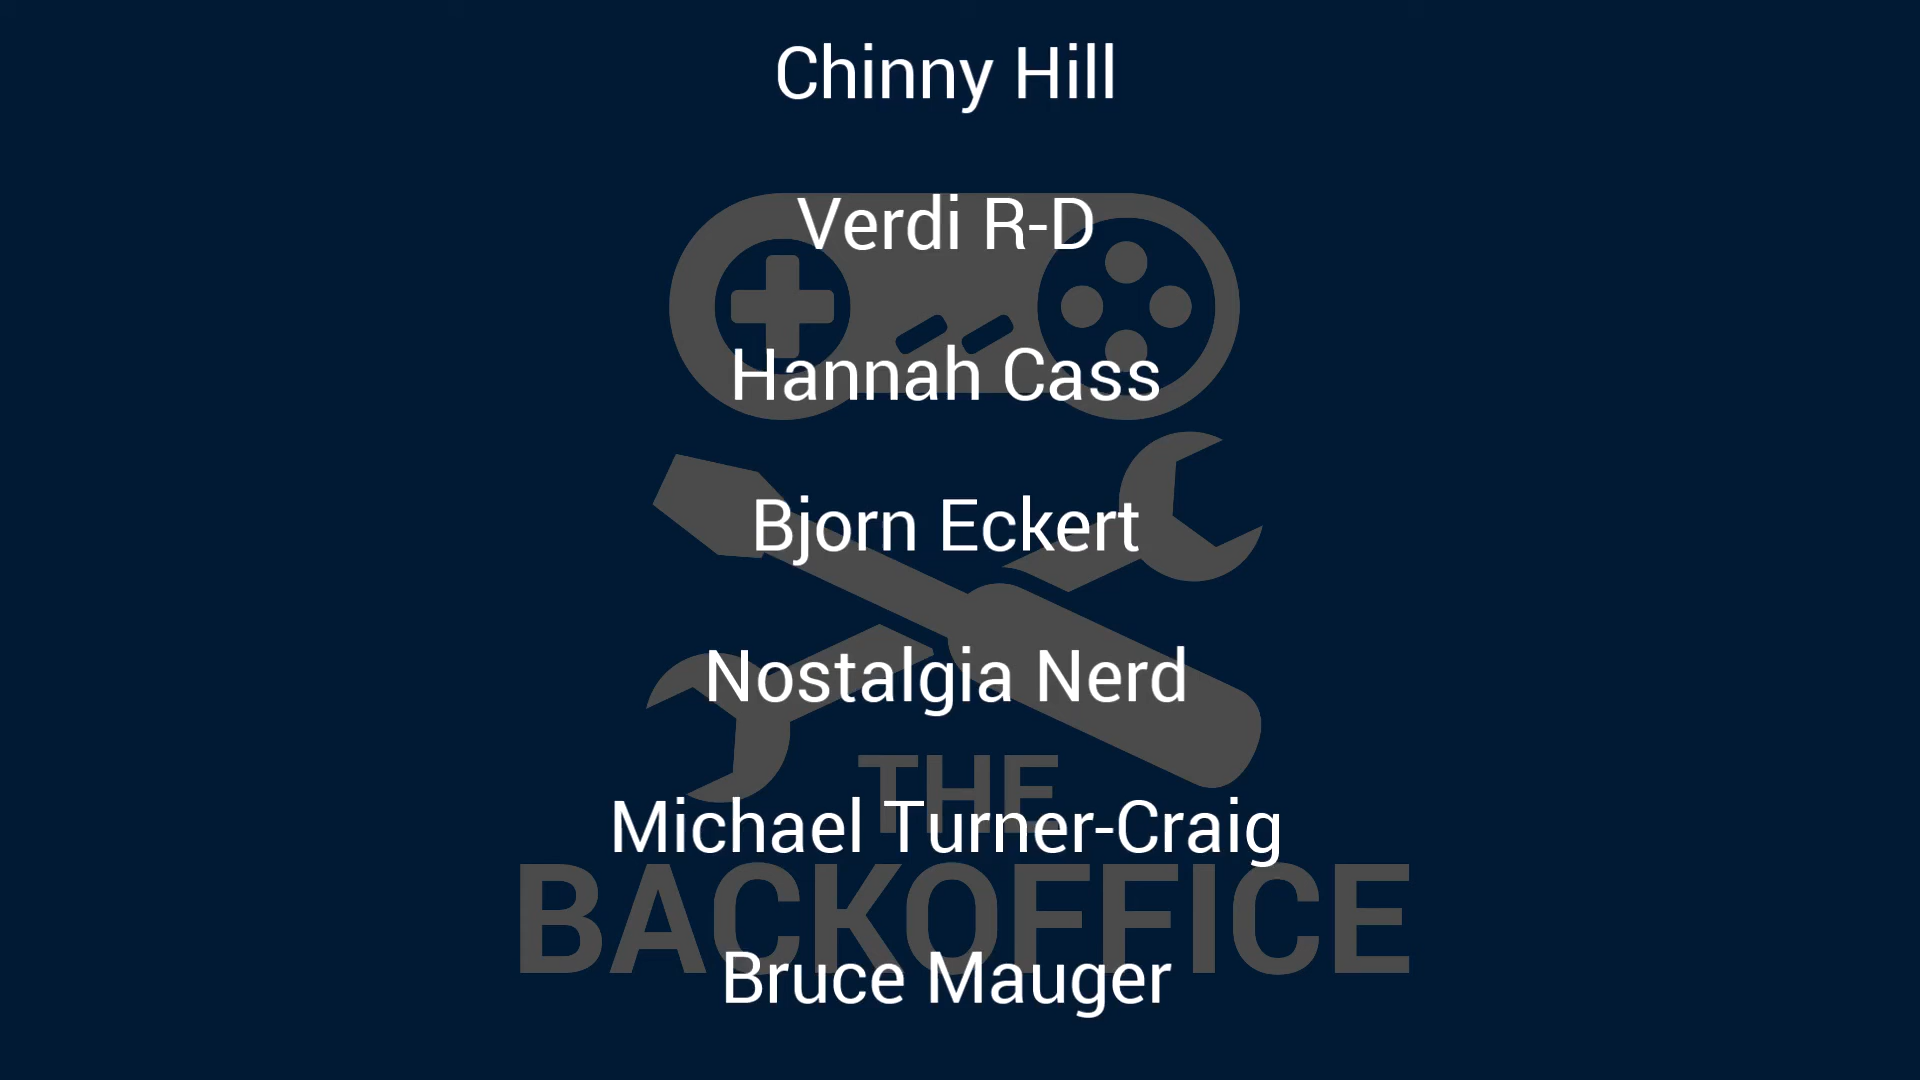 Chinny Hill
Verdi R-D
Hannah Cass
Bjorn Eckert
Nostalgia Nerd
THE
Michael Turner-Craig
BACKOFFICE
Bruce Mauger